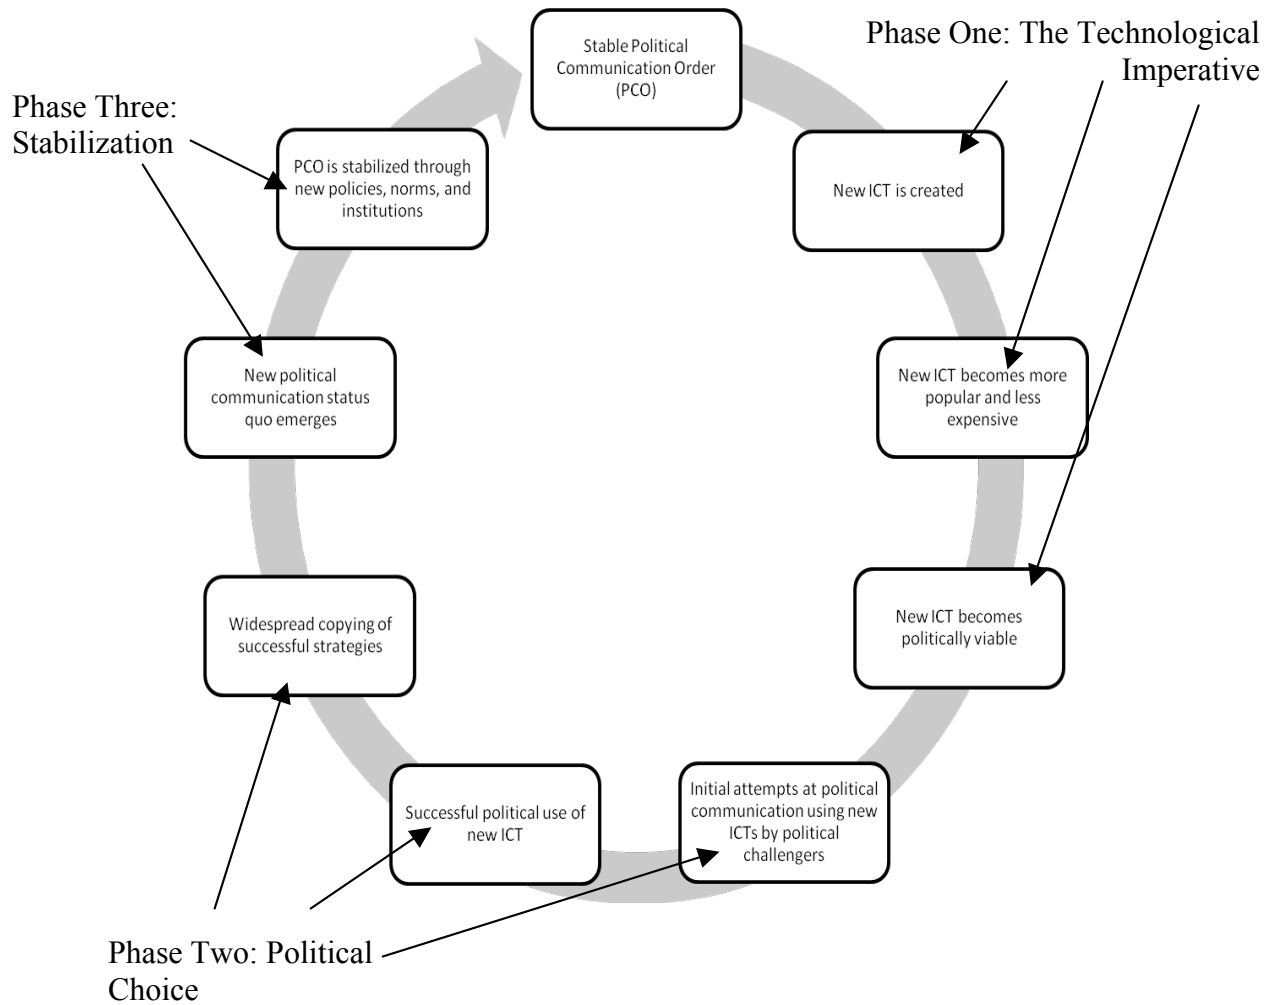 Stable Political
Communication Order
(PCO)
Phase One: The Technological
Imperative
New ICT is created
New ICT becomes more
popular and less
expensive
New ICT becomes
politically viable
Initial attempts at political
communication using new
ICTs by political
challengers
Successful political use of
new ICT
Widespread copying of
successful strategies
Phase Two: Political
Choice
New political
communication status
quo emerges
PCO is stabilized through
new policies, norms, and
institutions
Phase Three:
Stabilization